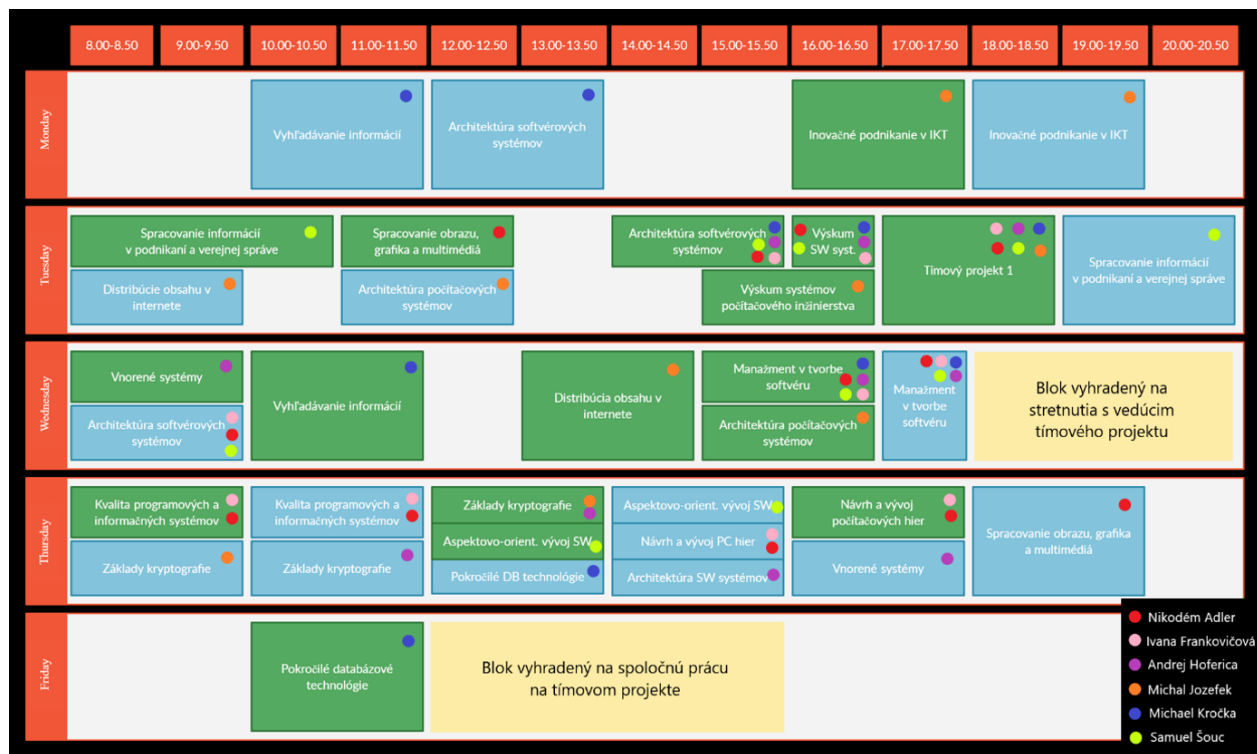 8.00-8.50 9.00-9.50 10.00-10.50 11.00-11.50 12.00-12.50 13.00-13.50 14.00-14.50 15.00-15.50 16.00-16.50 17.00-17.50 18.00-18.50 19.00-19.50 20.00-20.50
Monday
Vyhľadávanie informácií
Architektúra softvérových
systémov
Inovačné podnikanie v IKT
Inovačné podnikanie v IKT
Tuesday
Spracovanie informácií
v podnikaní a verejnej správe
Distribúcie obsahu v
internete
Spracovanie obrazu,
grafika a multimédiá
Architektúra počítačových
systémov
Architektúra softvérových
systémov
Výskum
SW syst.
Výskum systémov
počítačového inžinierstva
Tímový projekt 1
Spracovanie informácií
v podnikaní a verejnej správe
Wednesday
Vnorené systémy
Architektúra softvérových
systémov
Vyhľadávanie informácií
Distribúcia obsahu v
internete
Manažment v tvorbe
softvéru
Architektúra počítačových
systémov
Manažment
v tvorbe
softvéru
Blok vyhradený na
stretnutia s vedúcim
tímového projektu
Thursday
Kvalita programových a
informačných systémov
Základy kryptografie
Kvalita programových a
informačných systémov
Základy kryptografie
Základy kryptografie
Aspektovo-orient. vývoj SW
Pokročilé DB technológie
Aspektovo-orient. vývoj SW
Návrh a vývoj PC hier
Architektúra SW systémov
Návrh a vývoj
počítačových hier
Vnorené systémy
Spracovanie obrazu, grafika
a multimédiá
Friday
Pokročilé databázové
technológie
Blok vyhradený na spoločnú prácu
na tímovom projekte
Nikodém Adler
Ivana Frankovičová
Andrej Hoferica
Michal Jozefek
Michael Kročka
Samuel Šouc